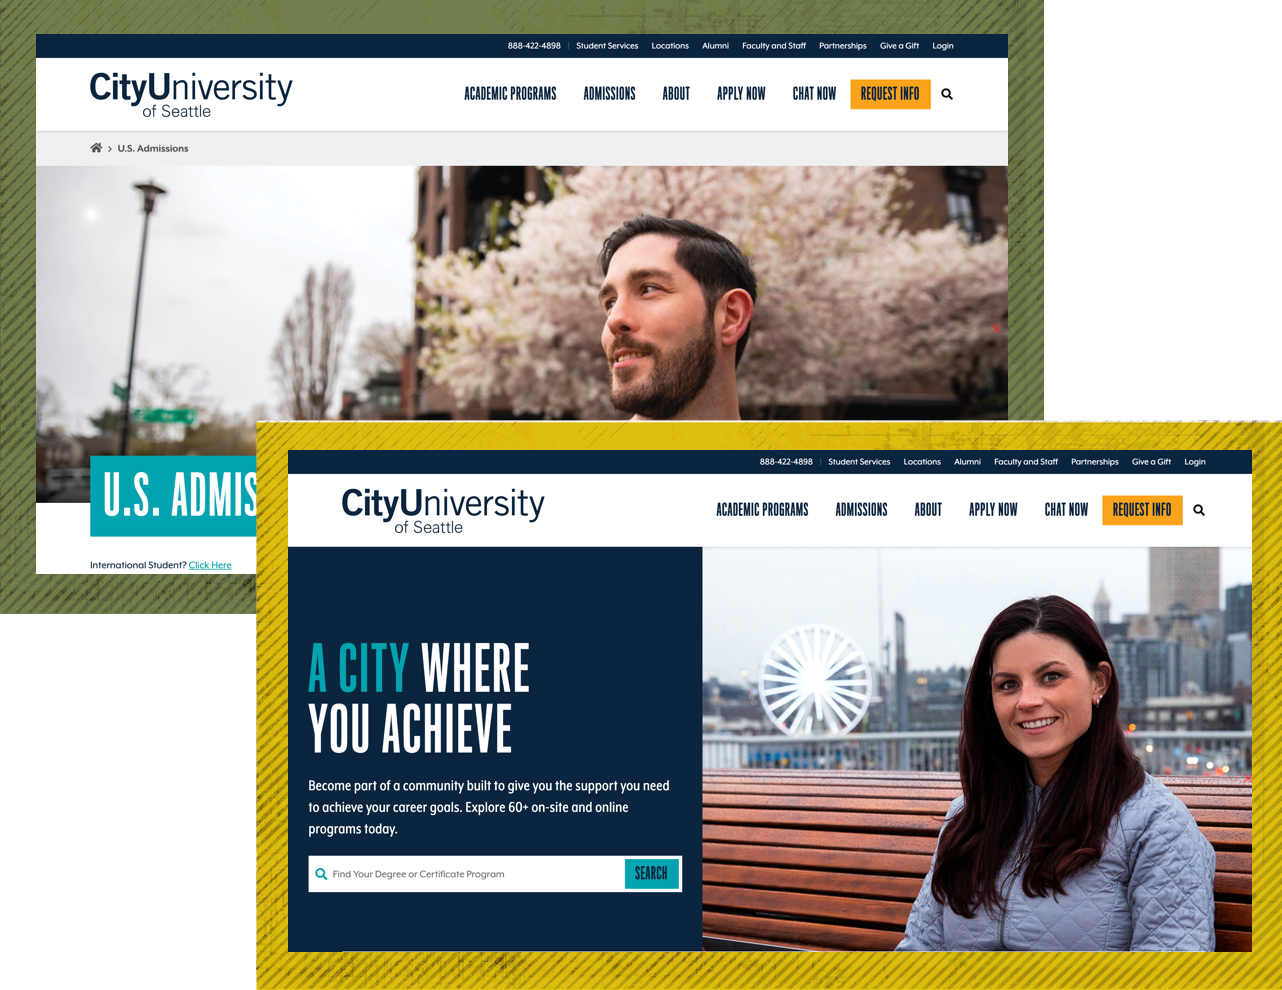 888-422-4898 | Student Services Locations Alumni Faculty and Staff Partnerships Give a Gift Login
CityUniversity
of Seattle
ACADEMIC PROGRAMS ADMISSIONS ABOUT APPLY NOW CHAT NOW REQUEST INFO
> U.S. Admissions
U.S. ADMIS
International Student? Click Here
888-422-4898 | Student Services Locations Alumni Faculty and Staff Partnerships Give a Gift Login
CityUniversity
of Seattle
ACADEMIC PROGRAMS ADMISSIONS ABOUT APPLY NOW CHAT NOW REQUEST INFO
A CITY WHERE
YOU ACHIEVE
Become part of a community built to give you the support you need
to achieve your career goals. Explore 60+ on-site and online
programs today.
Find Your Degree or Certificate Program SEARCH